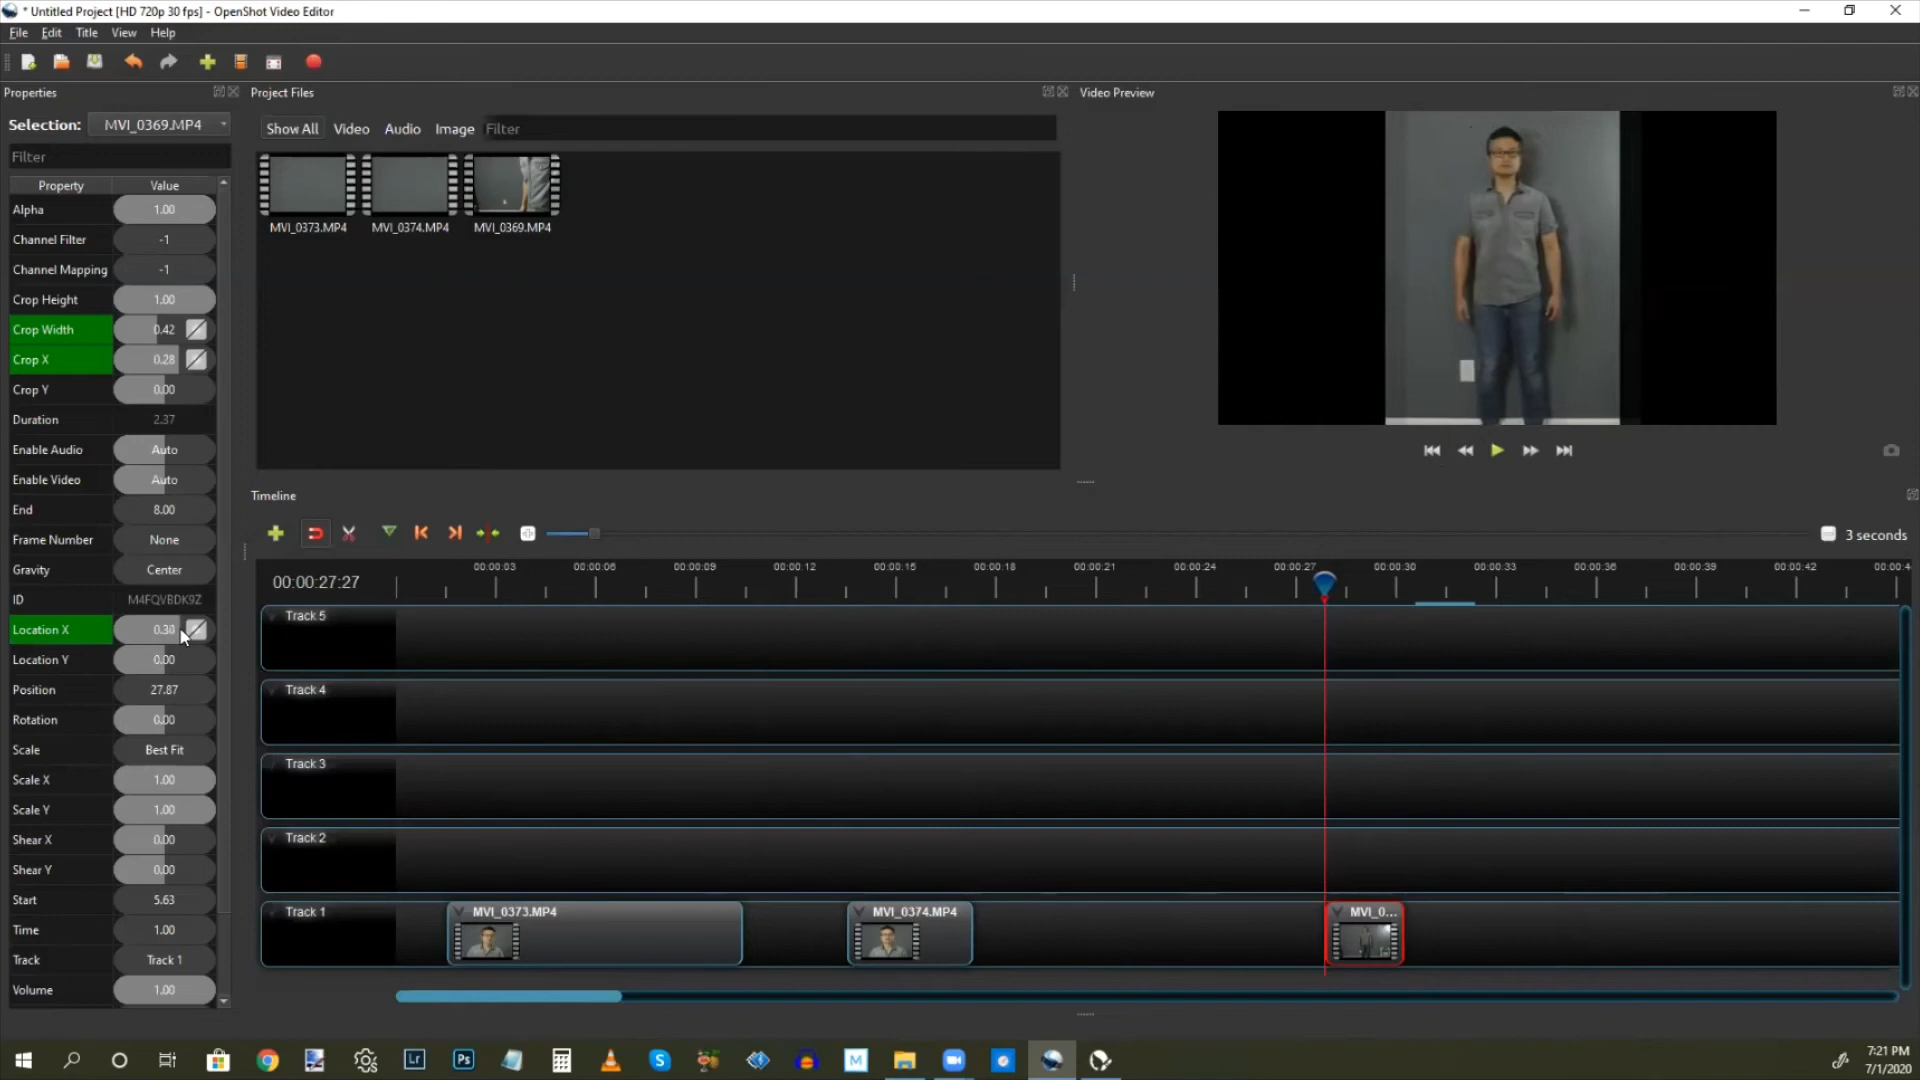 * Untitled Project [HD 720p 30 fps] - OpenShot Video Editor
File Edit Title View Help
Properties
Project Files
Video Preview
Selection: MVI_0369.MP4
Show All Video Audio Image Filter
Filter
Property Value
Alpha 1.00
Channel Filter -1
Channel Mapping -1
Crop Height 1.00
Crop Width 0.42
Crop X 0.28
Crop Y 0.00
Duration 2.37
Enable Audio Auto
Enable Video Auto
End 8.00
Frame Number None
Gravity Center
ID M4FQVBDK9Z
Location X 0.30
Location Y 0.00
Position 27.87
Rotation 0.00
Scale Best Fit
Scale X 1.00
Scale Y 1.00
Shear X 0.00
Shear Y 0.00
Start 5.63
Time 1.00
Track Track 1
Volume 1.00
MVI_0373.MP4 MVI_0374.MP4 MVI_0369.MP4
Timeline
3 seconds
00:00:27:27
00:00:03 00:00:06 00:00:09 00:00:12 00:00:15 00:00:18 00:00:21 00:00:24 00:00:27 00:00:30 00:00:33 00:00:36 00:00:39 00:00:42 00:00:4
Track 5
Track 4
Track 3
Track 2
Track 1
MVI_0373.MP4
MVI_0374.MP4
MVI_0...
Lr
Ps
S
M
7:21 PM
7/1/2020